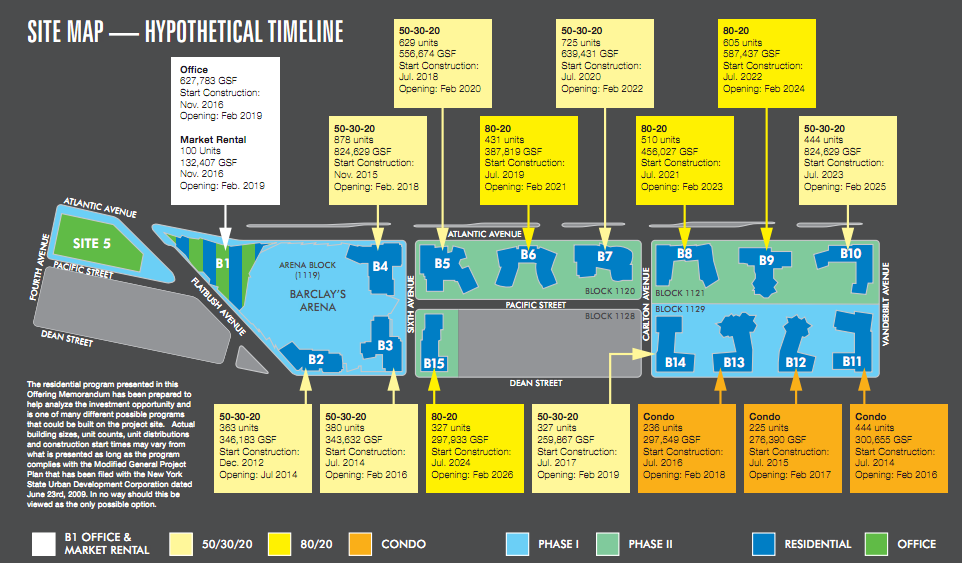 SITE MAP — HYPOTHETICAL TIMELINE
Office
627,783 GSF
Start Construction:
Nov. 2016
Opening: Feb 2019
Market Rental
100 Units
132,407 GSF
Nov. 2016
Opening: Feb. 2019
50-30-20
629 units
556,674 GSF
Start Construction:
Jul. 2018
Opening: Feb 2020
50-30-20
725 units
639,431 GSF
Start Construction:
Jul. 2020
Opening: Feb 2022
80-20
605 units
587,437 GSF
Start Construction:
Jul. 2022
Opening: Feb 2024
50-30-20
878 units
824,629 GSF
Start Construction:
Nov. 2015
Opening: Feb. 2018
80-20
431 units
387,819 GSF
Start Construction:
Jul. 2019
Opening: Feb 2021
80-20
510 units
456,027 GSF
Start Construction:
Jul. 2021
Opening: Feb 2023
50-30-20
444 units
824,629 GSF
Start Construction:
Jul. 2023
Opening: Feb 2025
ATLANTIC AVENUE
SITE 5
FOURTH AVENUE
PACIFIC STREET
DEAN STREET
FLATBUSH AVENUE
B1
ARENA BLOCK
(1119)
BARCLAY'S
ARENA
B4
B3
B2
SIXTH AVENUE
ATLANTIC AVENUE
B5
B6
B7
BLOCK 1120
PACIFIC STREET
BLOCK 1128
B15
DEAN STREET
CARLTON AVENUE
B8
B9
B10
BLOCK 1121
BLOCK 1129
B14
B13
B12
B11
VANDERBILT AVENUE
The residential program presented in this
Offering Memorandum has been prepared to
help analyze the investment opportunity and
is one of many different possible programs
that could be built on the project site. Actual
building sizes, unit counts, unit distributions
and construction start times may vary from
what is presented as long as the program
complies with the Modified General Project
Plan that has been filed with the New York
State Urban Development Corporation dated
June 23rd, 2009. In no way should this be
viewed as the only possible option.
50-30-20
363 units
346,183 GSF
Start Construction:
Dec. 2012
Opening: Jul 2014
50-30-20
380 units
343,632 GSF
Start Construction:
Jul. 2014
Opening: Feb 2016
80-20
327 units
297,933 GSF
Start Construction:
Jul. 2024
Opening: Feb 2026
50-30-20
327 units
259,867 GSF
Start Construction:
Jul. 2017
Opening: Feb 2019
Condo
236 units
297,549 GSF
Start Construction:
Jul. 2016
Opening: Feb 2018
Condo
225 units
276,390 GSF
Start Construction:
Jul. 2015
Opening: Feb 2017
Condo
444 units
300,655 GSF
Start Construction:
Jul. 2014
Opening: Feb 2016
B1 OFFICE &
MARKET RENTAL
50/30/20
80/20
CONDO
PHASE I
PHASE II
RESIDENTIAL
OFFICE